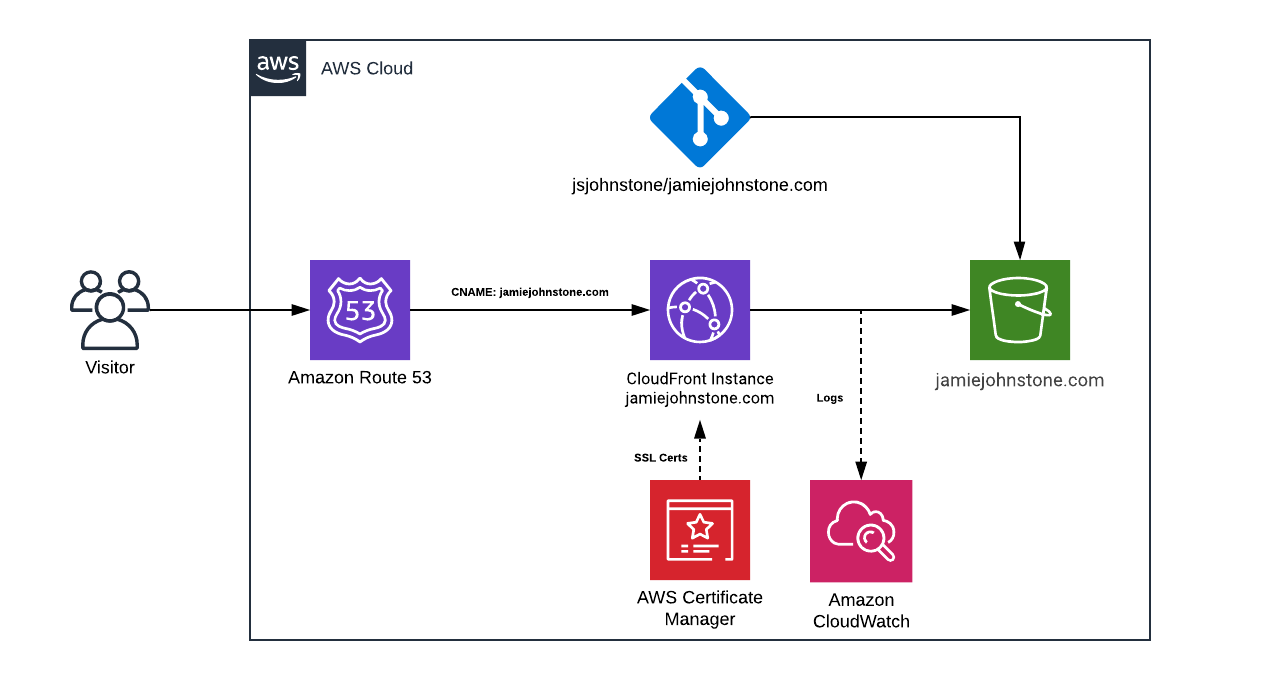 aws
AWS Cloud
jsjohnstone/jamiejohnstone.com
53
CNAME: jamiejohnstone.com
Visitor
Amazon Route 53
CloudFront Instance
jamiejohnstone.com
jamiejohnstone.com
Logs
SSL Certs
AWS Certificate
Manager
Amazon
CloudWatch